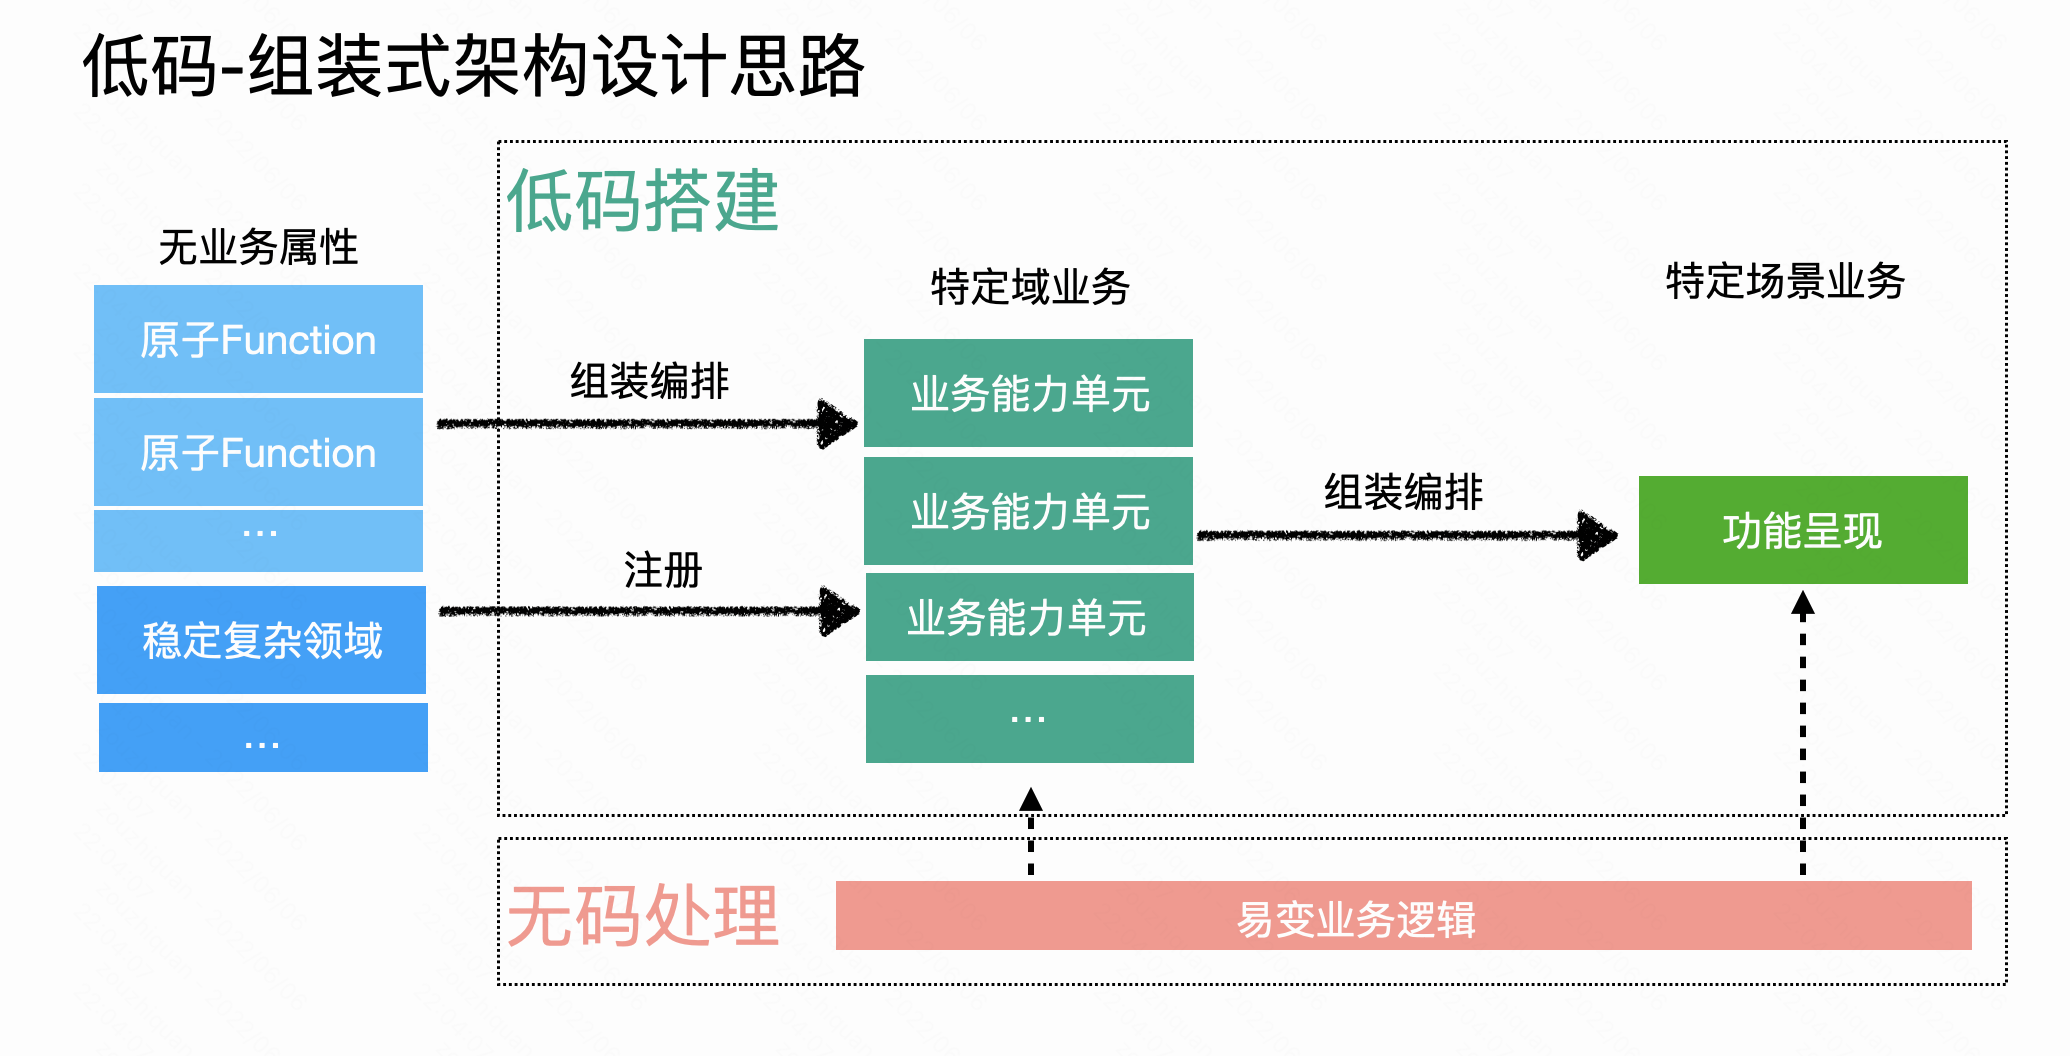 低码-组装式架构设计思路
低码搭建
无业务属性
原子Function
原子Function
...
稳定复杂领域
...
组装编排
注册
特定域业务
业务能力单元
业务能力单元
业务能力单元
...
组装编排
特定场景业务
功能呈现
无码处理
易变业务逻辑